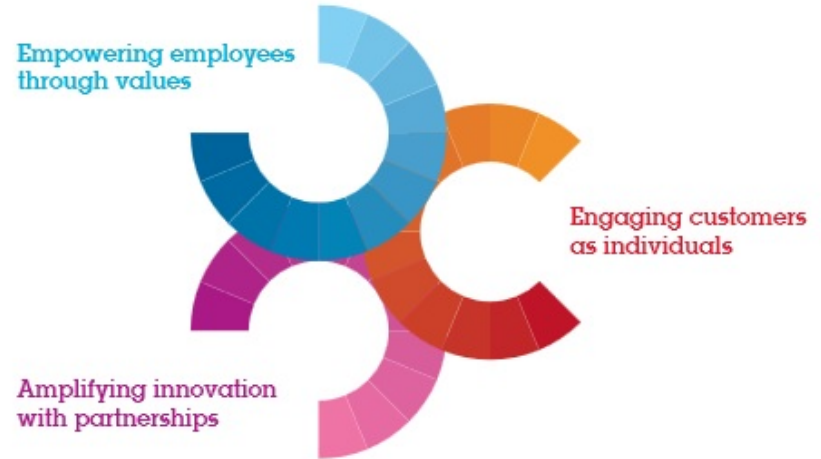 Empowering employees
through values
Engaging customers
as individuals
Amplifying innovation
with partnerships